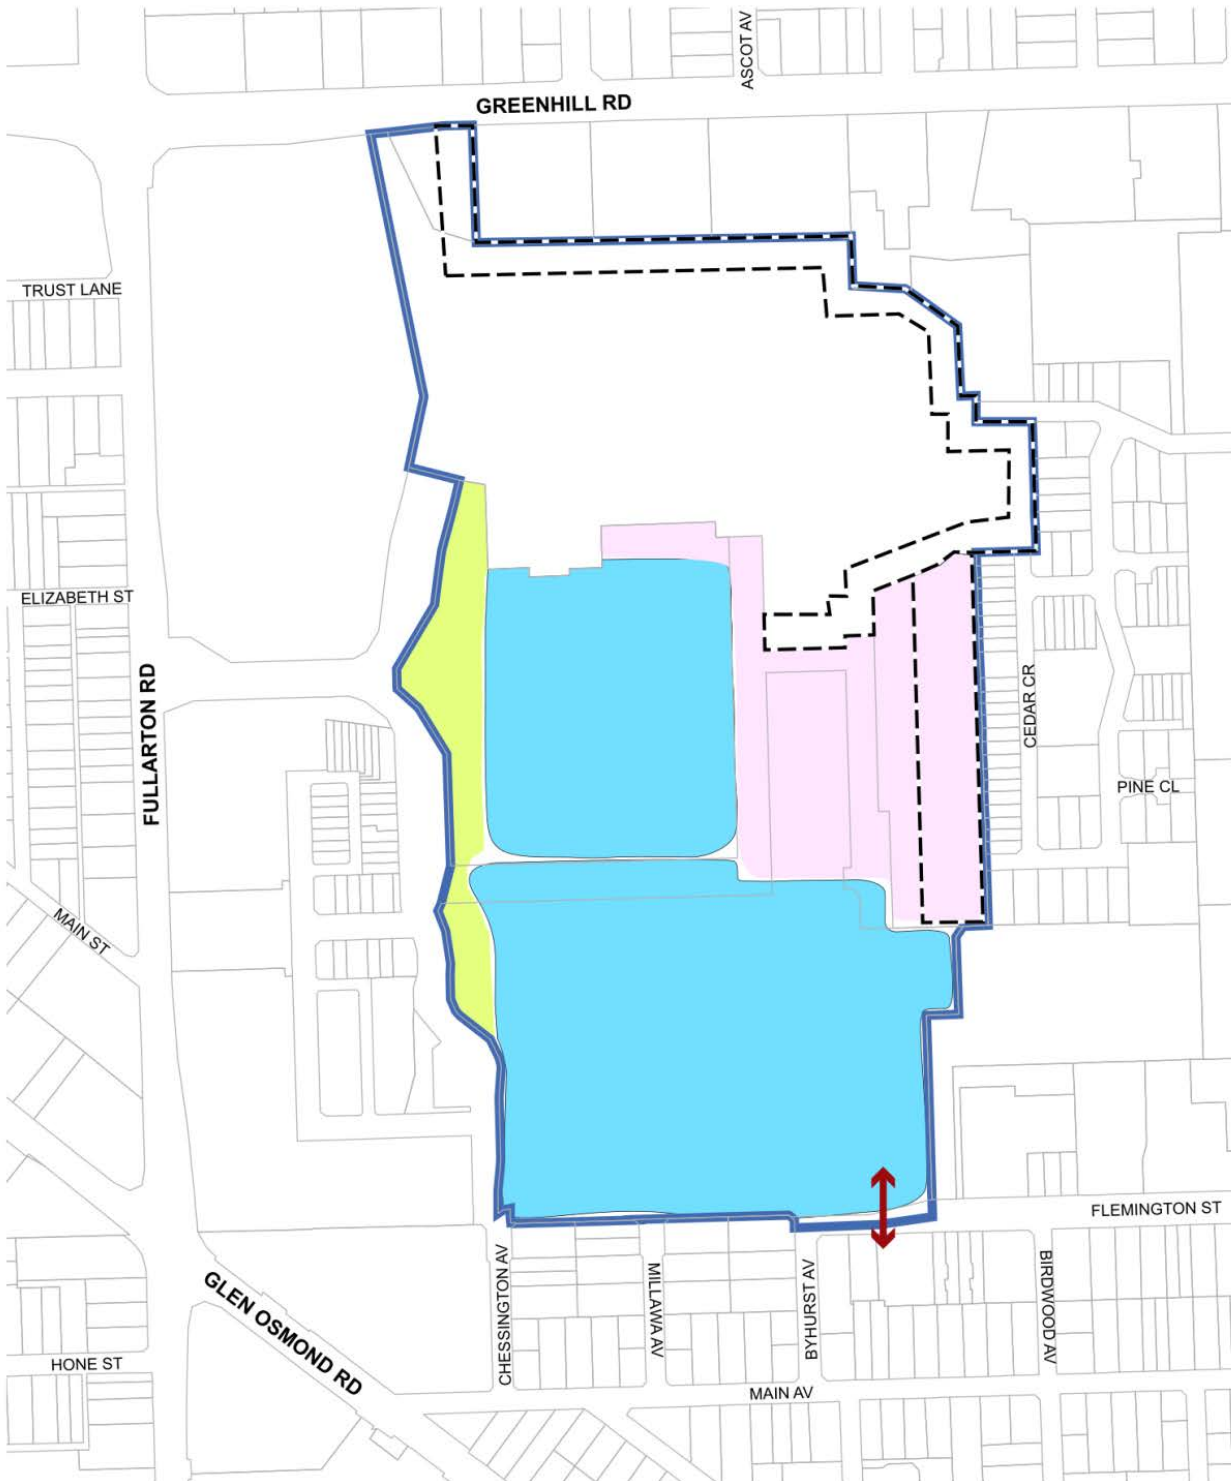 ASCOT AV
GREENHILL RD
TRUST LANE
ELIZABETH ST
FULLARTON RD
CEDAR CR
PINE CL
MAIN ST
FLEMINGTON ST
CHESSINGTON AV
MILLAWA AV
BYHURST AV
BIRDWOOD AV
GLEN OSMOND RD
HONE ST
MAIN AV